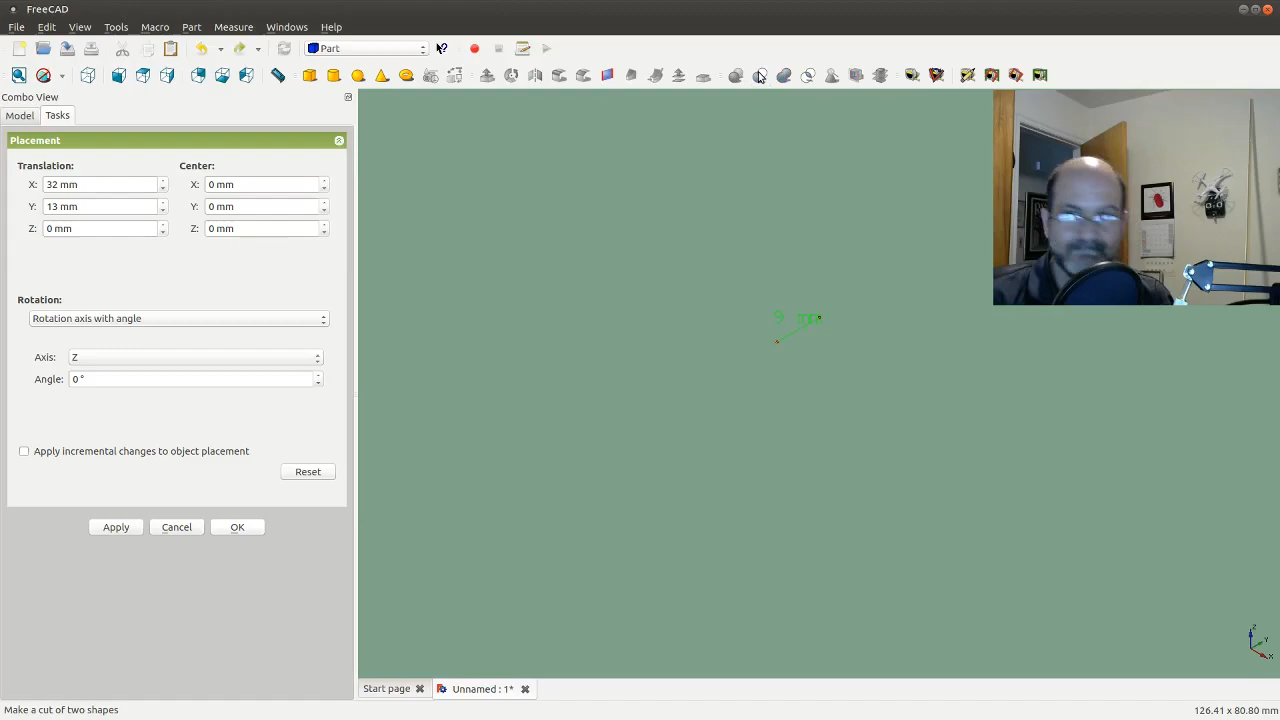 FreeCAD
File Edit View Tools Macro Part Measure Windows Help
Part
Combo View
Model Tasks
Placement
Translation: Center:
X: 32 mm X: 0 mm
Y: 13 mm Y: 0 mm
Z: 0 mm Z: 0 mm
Rotation:
Rotation axis with angle
Axis: Z
Angle: 0 °
Apply incremental changes to object placement
Reset
Apply Cancel OK
9 mm
Z
Y
X
Start page Unnamed : 1*
Make a cut of two shapes 126.41 x 80.80 mm